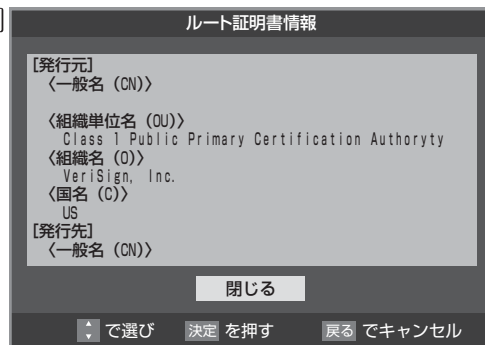 ルート証明書情報
[発行元]
〈一般名 (CN)〉
〈組織単位名 (OU)〉
Class 1 Public Primary Certification Authoryty
〈組織名 (O)〉
VeriSign, Inc.
〈国名 (C)〉
US
[発行先]
〈一般名 (CN)〉
閉じる
で選び 決定 を押す 戻る でキャンセル